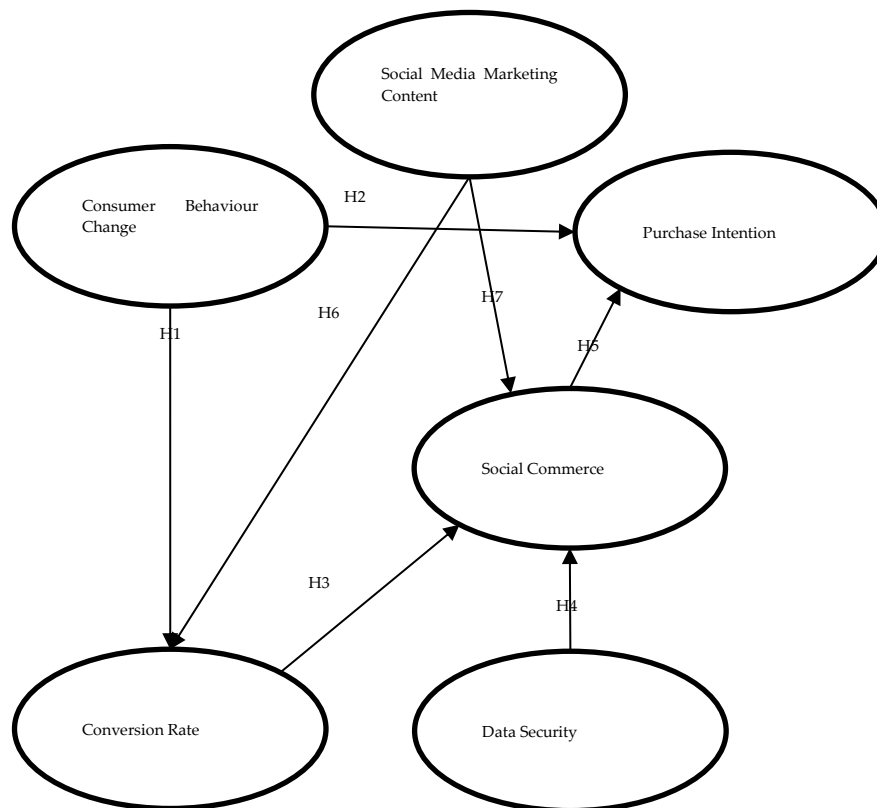 Social Media Marketing
Content
Consumer Behaviour
Change
H2
Purchase Intention
H7
H6
H1
H5
Social Commerce
H3
H4
Conversion Rate
Data Security